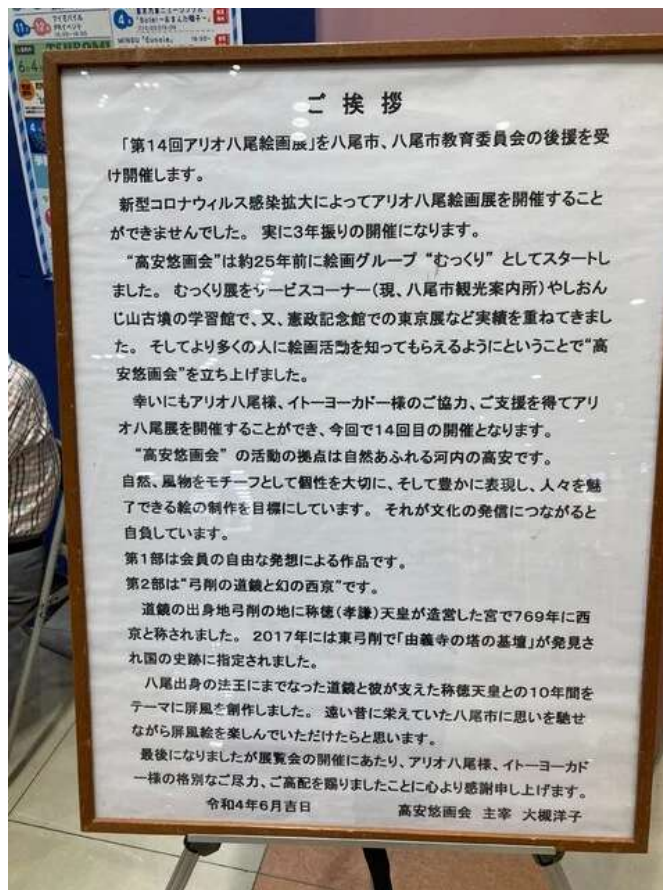 ご挨拶
「第14回アリオ八尾絵画展」を八尾市、八尾市教育委員会の後援を受
け開催します。
新型コロナウィルス感染拡大によってアリオ八尾絵画展を開催すること
ができませんでした。 実に3年振りの開催になります。
“高安悠画会”は約25年前に絵画グループ “むっくり” としてスタートし
ました。 むっくり展をサービスコーナー(現、八尾市観光案内所)やしおん
じ山古墳の学習館で、又、憲政記念館での東京展など実績を重ねてきまし
た。 そしてより多くの人に絵画活動を知ってもらえるようにということで“高
安悠画会”を立ち上げました。
幸いにもアリオ八尾様、イトーヨーカドー様のご協力、ご支援を得てアリ
オ八尾展を開催することができ、今回で14回目の開催となります。
“高安悠画会” の活動の拠点は自然あふれる河内の高安です。
自然、風物をモチーフとして個性を大切に、そして豊かに表現し、人々を魅
了できる絵の制作を目標にしています。 それが文化の発信につながると
自負しています。
第1部は会員の自由な発想による作品です。
第2部は“弓削の道鏡と幻の西京”です。
道鏡の出身地弓削の地に称徳(孝謙)天皇が造営した宮で769年に西
京と称されました。 2017年には東弓削で「由義寺の塔の基壇」が発見さ
れ国の史跡に指定されました。
八尾出身の法王にまでなった道鏡と彼が支えた称徳天皇との10年間を
テーマに屏風を創作しました。 遠い昔に栄えていた八尾市に思いを馳せ
ながら屏風絵を楽しんでいただけたらと思います。
最後になりましたが展覧会の開催にあたり、アリオ八尾様、イトーヨーカド
ー様の格別なご尽力、ご高配を賜りましたことに心より感謝申し上げます。
令和4年6月吉日 高安悠画会 主宰 大槻洋子